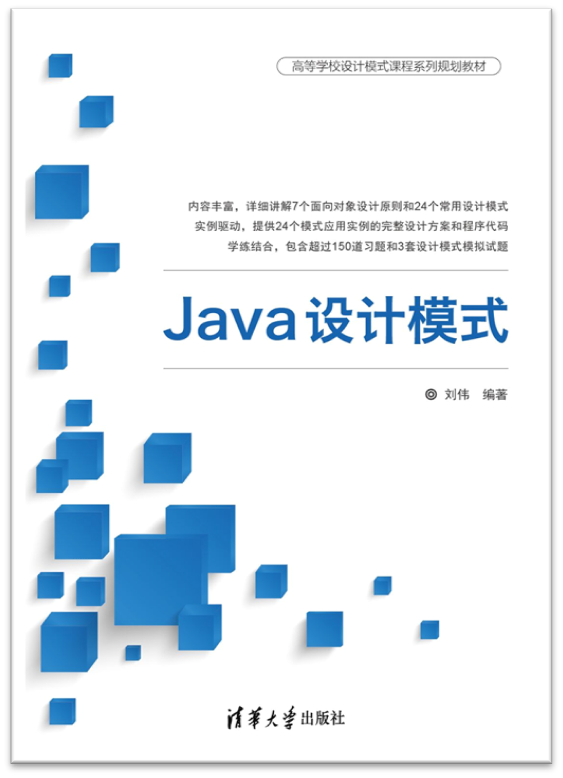 高等学校设计模式课程系列规划教材
内容丰富，详细讲解7个面向对象设计原则和24个常用设计模式
实例驱动，提供24个模式应用实例的完整设计方案和程序代码
学练结合，包含超过150道习题和3套设计模式模拟试题
Java设计模式
◎ 刘伟 编著
清华大学出版社